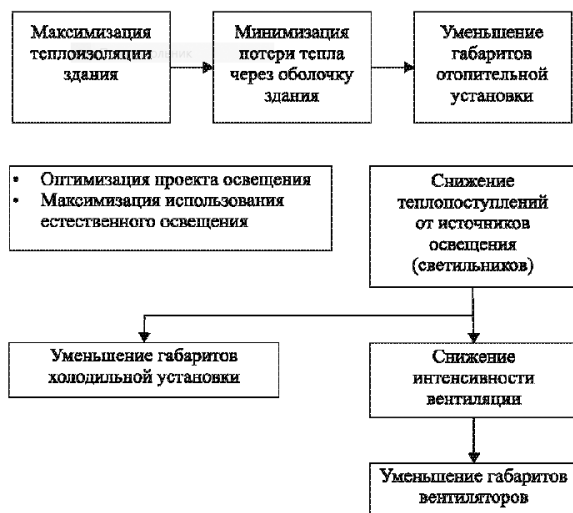 Максимизация
теплоизоляции
здания
Минимизация
потери тепла
через оболочку
здания
Уменьшение
габаритов
отопительной
установки
• Оптимизация проекта освещения
• Максимизация использования
естественного освещения
Снижение
теплопоступлений
от источников
освещения
(светильников)
Уменьшение габаритов
холодильной установки
Снижение
интенсивности
вентиляции
Уменьшение габаритов
вентиляторов